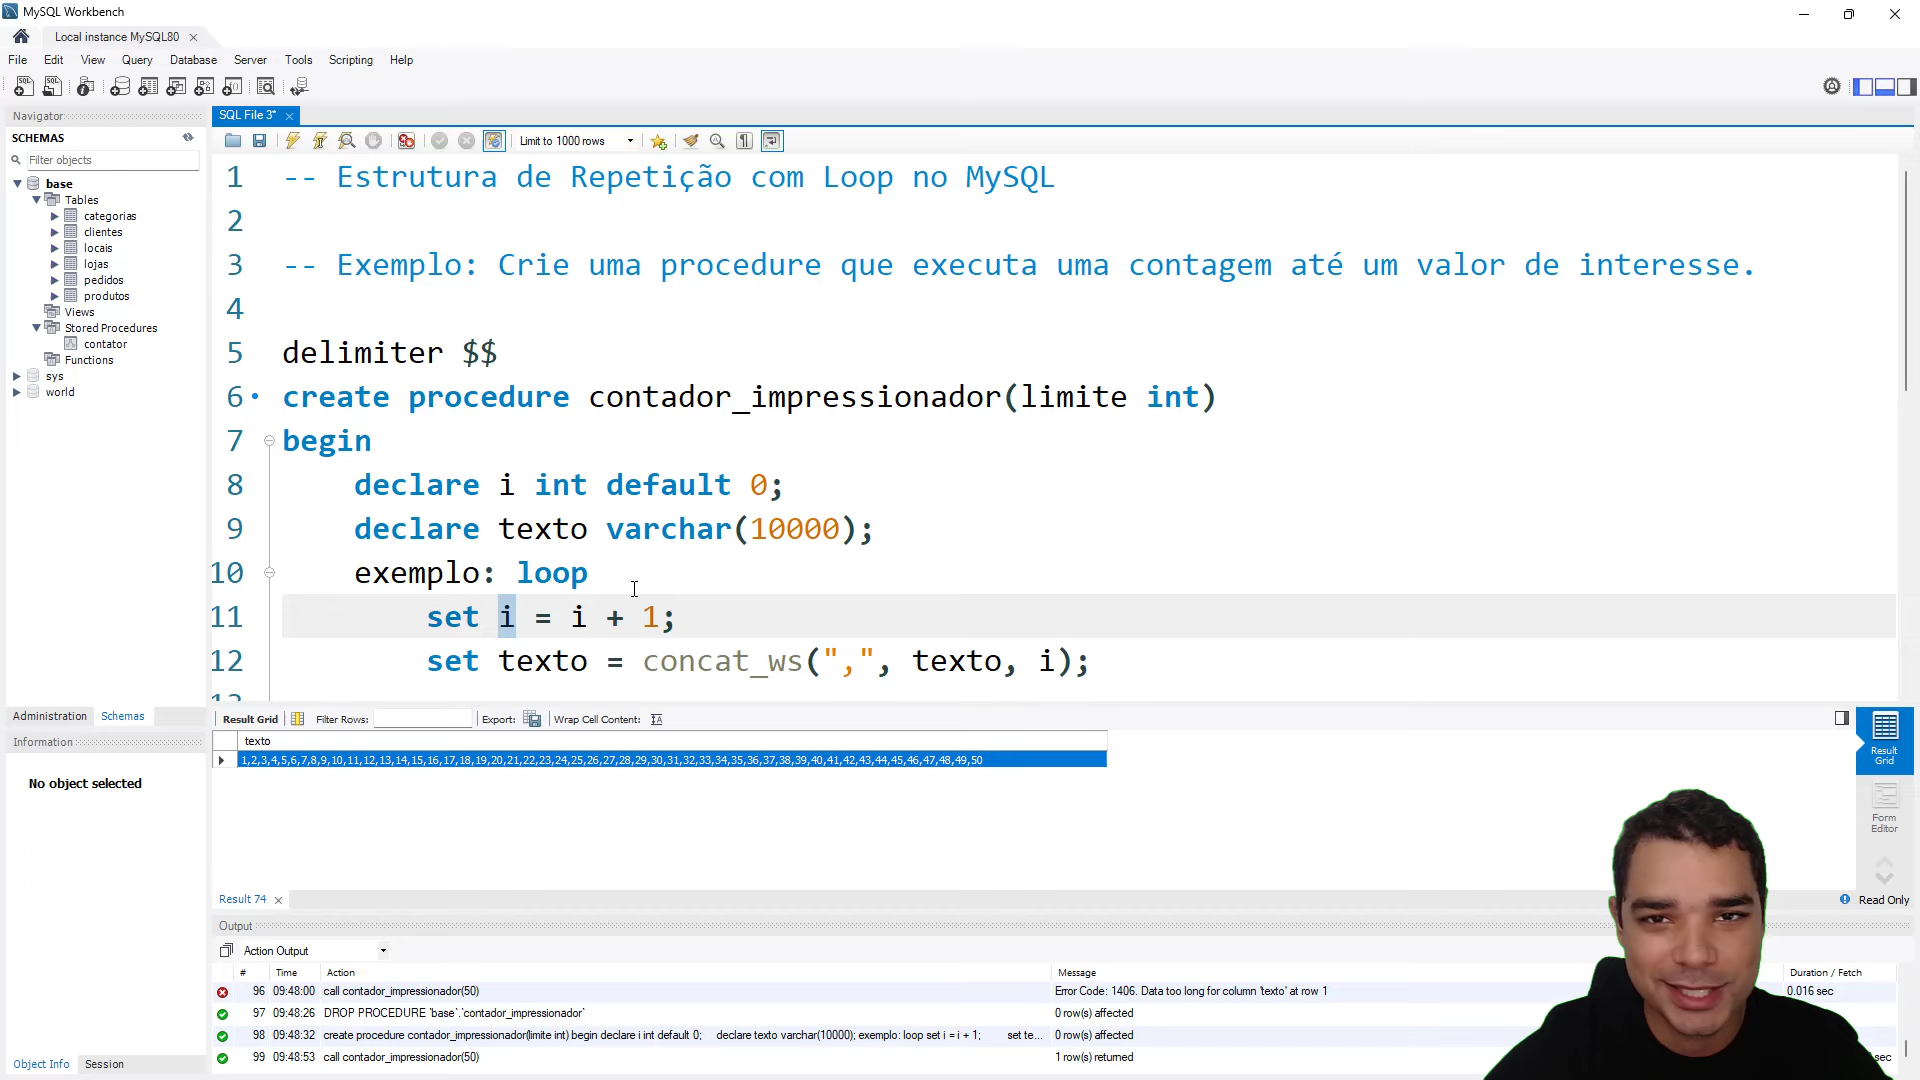 MySQL Workbench
Local instance MySQL80
File Edit View Query Database Server Tools Scripting Help
Navigator
SCHEMAS
Filter objects
base
Tables
categorias
clientes
locais
lojas
pedidos
produtos
Views
Stored Procedures
contator
Functions
sys
world
Administration Schemas
Information
No object selected
Object Info Session
SQL File 3*
Limit to 1000 rows
1 -- Estrutura de Repetição com Loop no MySQL
2
3 -- Exemplo: Crie uma procedure que executa uma contagem até um valor de interesse.
4
5 delimiter $$
6 create procedure contador_impressionador(limite int)
7 begin
8 declare i int default 0;
9 declare texto varchar(10000);
10 exemplo: loop
11 set i = i + 1;
12 set texto = concat_ws(",", texto, i);
Result Grid Filter Rows: Export: Wrap Cell Content:
texto
1,2,3,4,5,6,7,8,9,10,11,12,13,14,15,16,17,18,19,20,21,22,23,24,25,26,27,28,29,30,31,32,33,34,35,36,37,38,39,40,41,42,43,44,45,46,47,48,49,50
Result Grid
Form Editor
Result 74
Read Only
Output
Action Output
# Time Action Message Duration / Fetch
96 09:48:00 call contador_impressionador(50) Error Code: 1406. Data too long for column 'texto' at row 1 0.016 sec
97 09:48:26 DROP PROCEDURE `base`.`contador_impressionador` 0 row(s) affected
98 09:48:32 create procedure contador_impressionador(limite int) begin declare i int default 0; declare texto varchar(10000); exemplo: loop set i = i + 1; set te... 0 row(s) affected
99 09:48:53 call contador_impressionador(50) 1 row(s) returned sec